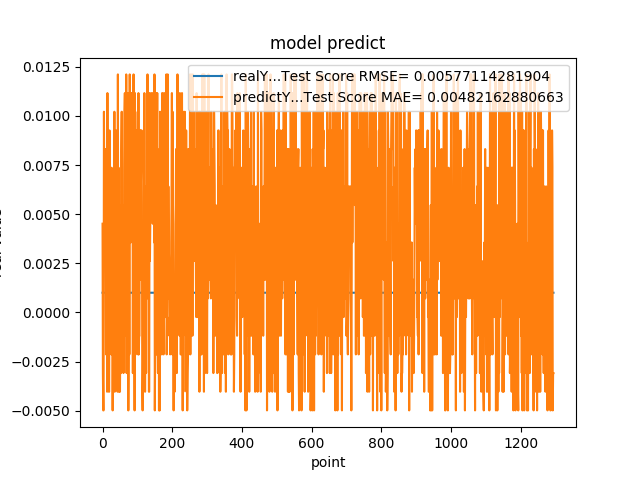 model predict
0.0125
0.0100
0.0075
0.0050
0.0025
0.0000
−0.0025
−0.0050
realY...Test Score RMSE= 0.00577114281904
predictY...Test Score MAE= 0.00482162880663
0 200 400 600 800 1000 1200
point